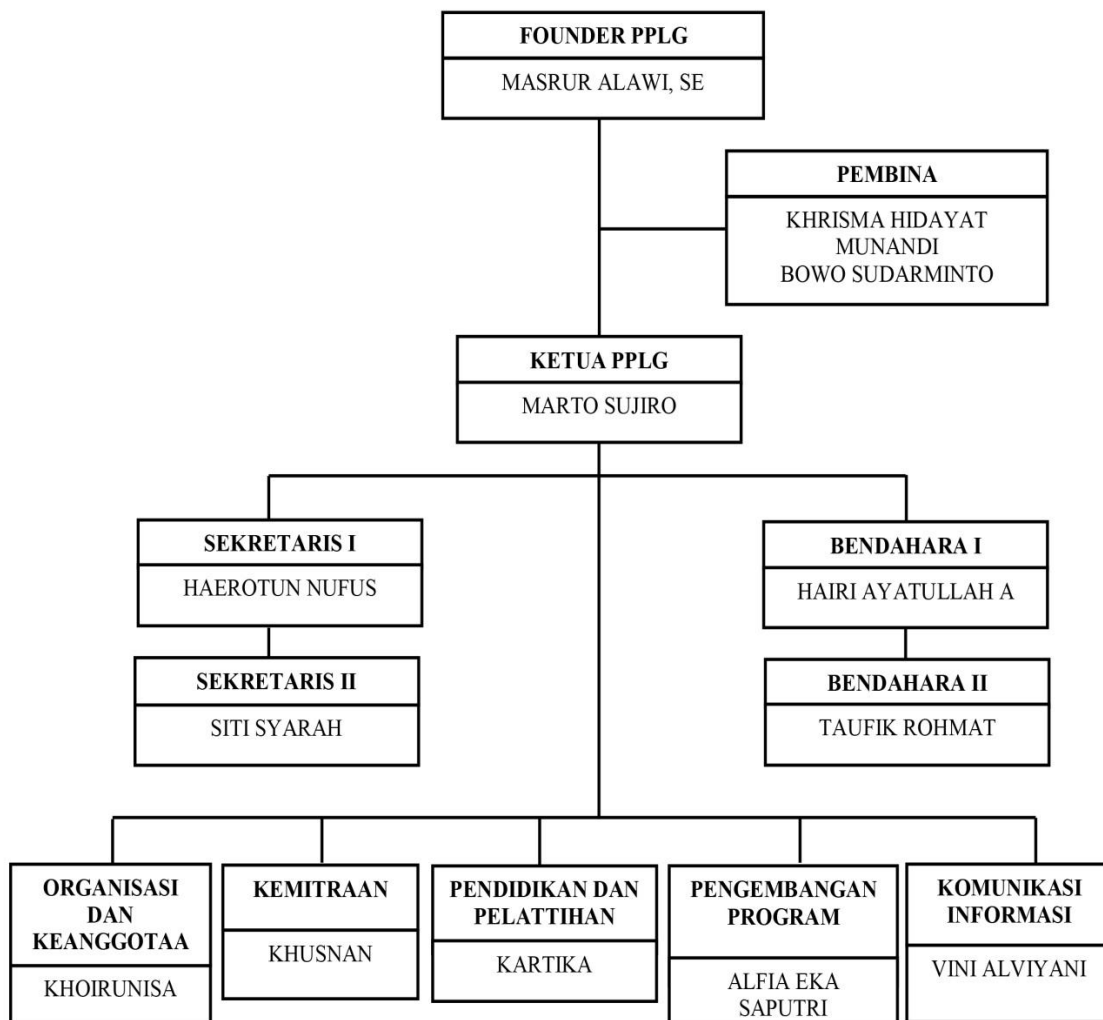 FOUNDER PPLG
MASRUR ALAWI, SE
PEMBINA
KHRISMA HIDAYAT
MUNANDI
BOWO SUDARMINTO
KETUA PPLG
MARTO SUJIRO
SEKRETARIS I
HAEROTUN NUFUS
BENDAHARA I
HAIRI AYATULLAH A
SEKRETARIS II
SITI SYARAH
BENDAHARA II
TAUFIK ROHMAT
ORGANISASI
DAN
KEANGGOTAA
KHOIRUNISA
KEMITRAAN
KHUSNAN
PENDIDIKAN DAN
PELATTIHAN
KARTIKA
PENGEMBANGAN
PROGRAM
ALFIA EKA
SAPUTRI
KOMUNIKASI
INFORMASI
VINI ALVIYANI